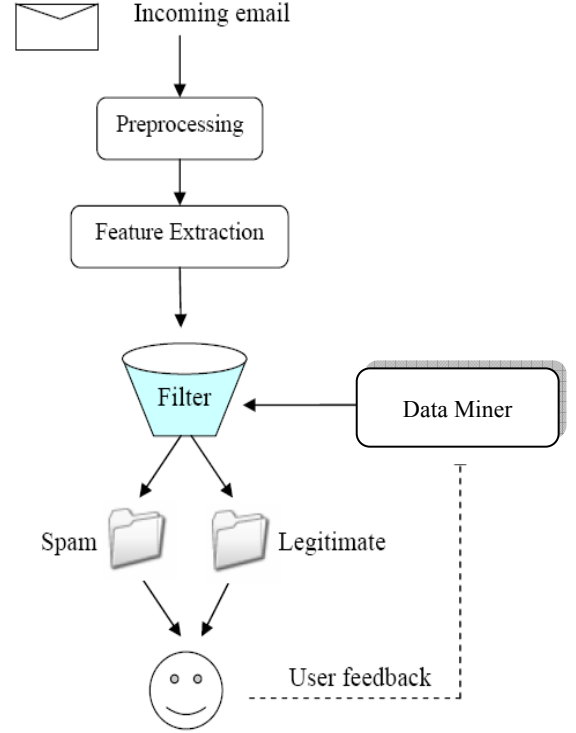 Incoming email
Preprocessing
Feature Extraction
Filter
Data Miner
Spam
Legitimate
User feedback